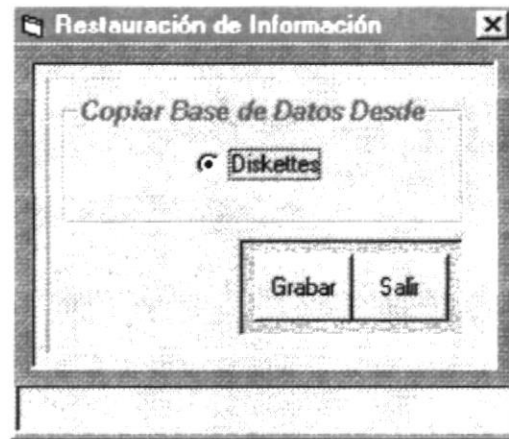 Restauración de Información
Copiar Base de Datos Desde
Diskettes
Grabar Salir